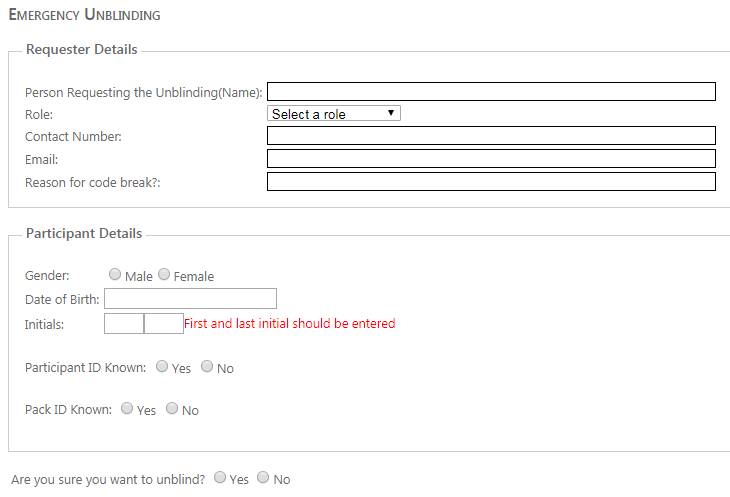 EMERGENCY UNBLINDING
Requester Details
Person Requesting the Unblinding(Name):
Role: Select a role
Contact Number:
Email:
Reason for code break?:
Participant Details
Gender: Male Female
Date of Birth:
Initials: First and last initial should be entered
Participant ID Known: Yes No
Pack ID Known: Yes No
Are you sure you want to unblind? Yes No